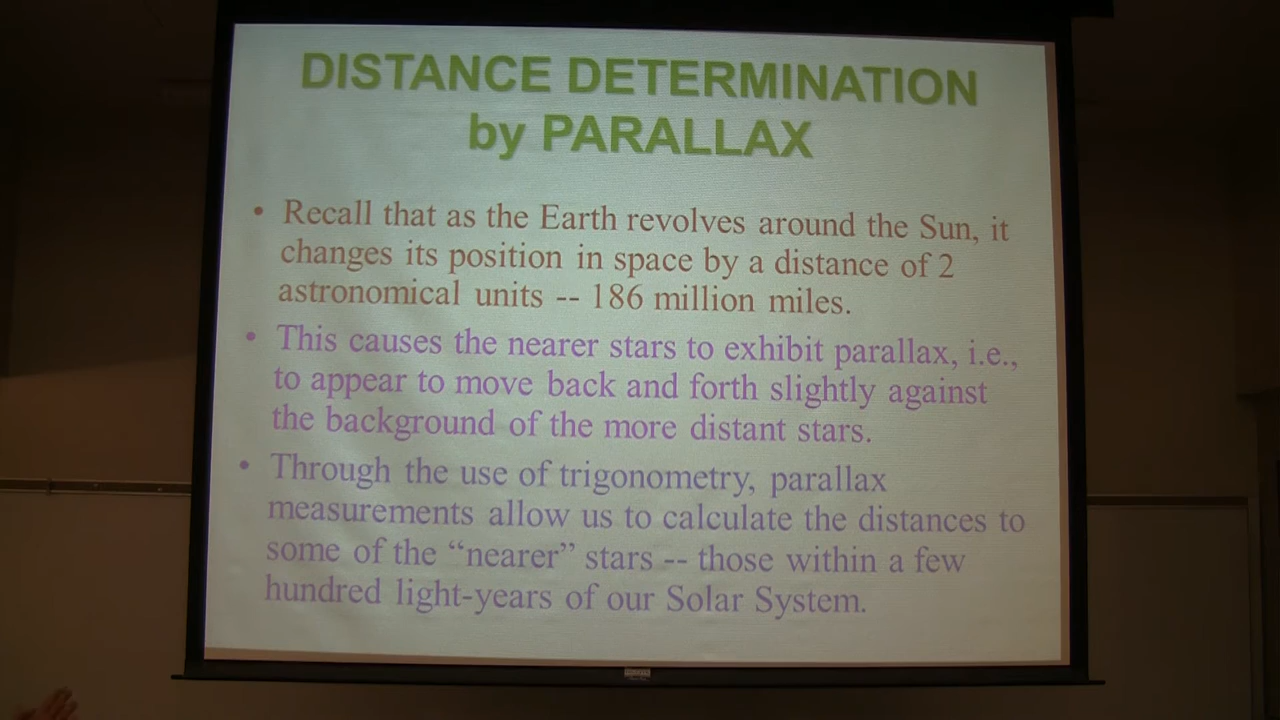 DISTANCE DETERMINATION
by PARALLAX
• Recall that as the Earth revolves around the Sun, it
changes its position in space by a distance of 2
astronomical units -- 186 million miles.
• This causes the nearer stars to exhibit parallax, i.e.,
to appear to move back and forth slightly against
the background of the more distant stars.
• Through the use of trigonometry, parallax
measurements allow us to calculate the distances to
some of the “nearer” stars -- those within a few
hundred light-years of our Solar System.